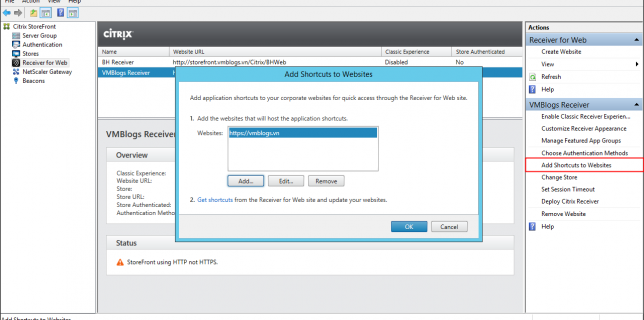 File Action View Help
Citrix StoreFront
Server Group
Authentication
Stores
Receiver for Web
NetScaler Gateway
Beacons
CITRIX
Name Website URL Classic Experience Store Authenticated
BH Receiver http://storefront.vmblogs.vn/Citrix/BHWeb Disabled No
VMBlogs Receiver
Add Shortcuts to Websites
Add application shortcuts to your corporate websites for quick access through the Receiver for Web site.
1. Add the websites that will host the application shortcuts.
Websites: https://vmblogs.vn
Add... Edit... Remove
2. Get shortcuts from the Receiver for Web site and update your websites.
OK Cancel
VMBlogs Receiver
Overview
Classic Experience:
Website URL:
Store:
Store URL:
Store Authenticated:
Authentication Metho
Status
StoreFront using HTTP not HTTPS.
Actions
Receiver for Web
Create Website
View
Refresh
Help
VMBlogs Receiver
Enable Classic Receiver Experien...
Customize Receiver Appearance
Manage Featured App Groups
Choose Authentication Methods
Add Shortcuts to Websites
Change Store
Set Session Timeout
Deploy Citrix Receiver
Remove Website
Help
Add Shortcuts to Websites